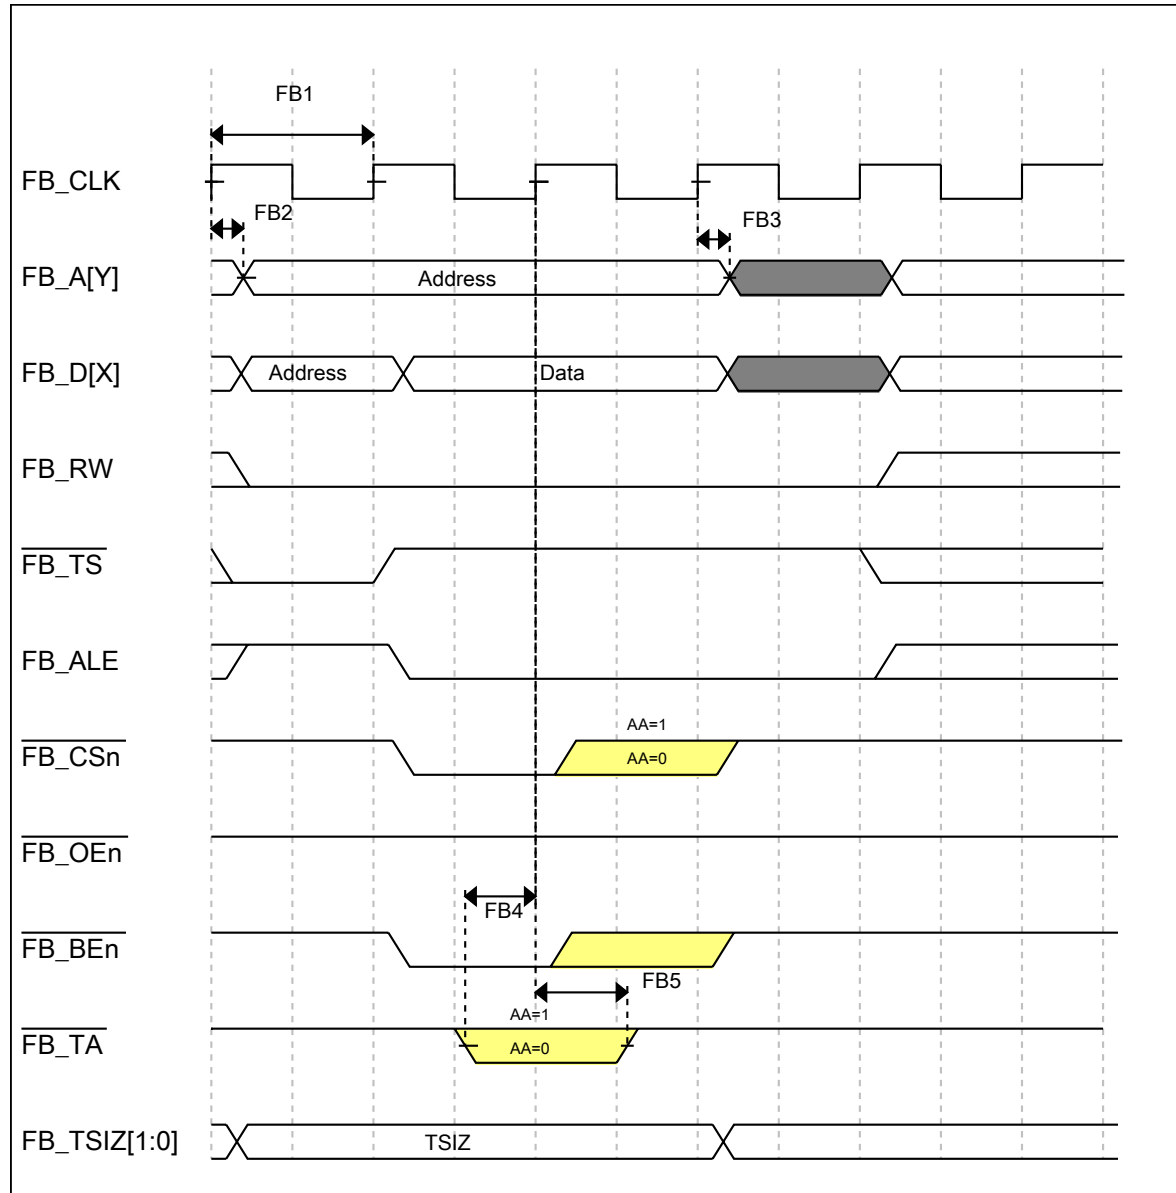 FB1
FB_CLK
FB2
FB3
FB_A[Y]
Address
FB_D[X]
Address
Data
FB_RW
FB_TS
FB_ALE
AA=1
FB_CSn
AA=0
FB_OEn
FB4
FB_BEn
FB5
AA=1
FB_TA
AA=0
FB_TSIZ[1:0]
TSIZ